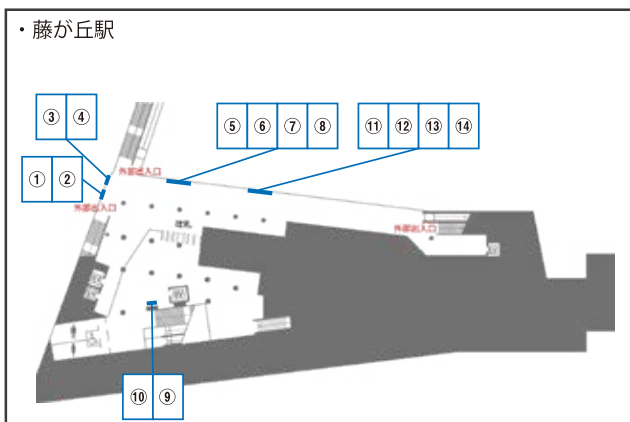 ・藤が丘駅
③ ④
⑤ ⑥ ⑦ ⑧
⑪ ⑫ ⑬ ⑭
外部出入口
① ②
外部出入口
改札
外部出入口
⑩ ⑨